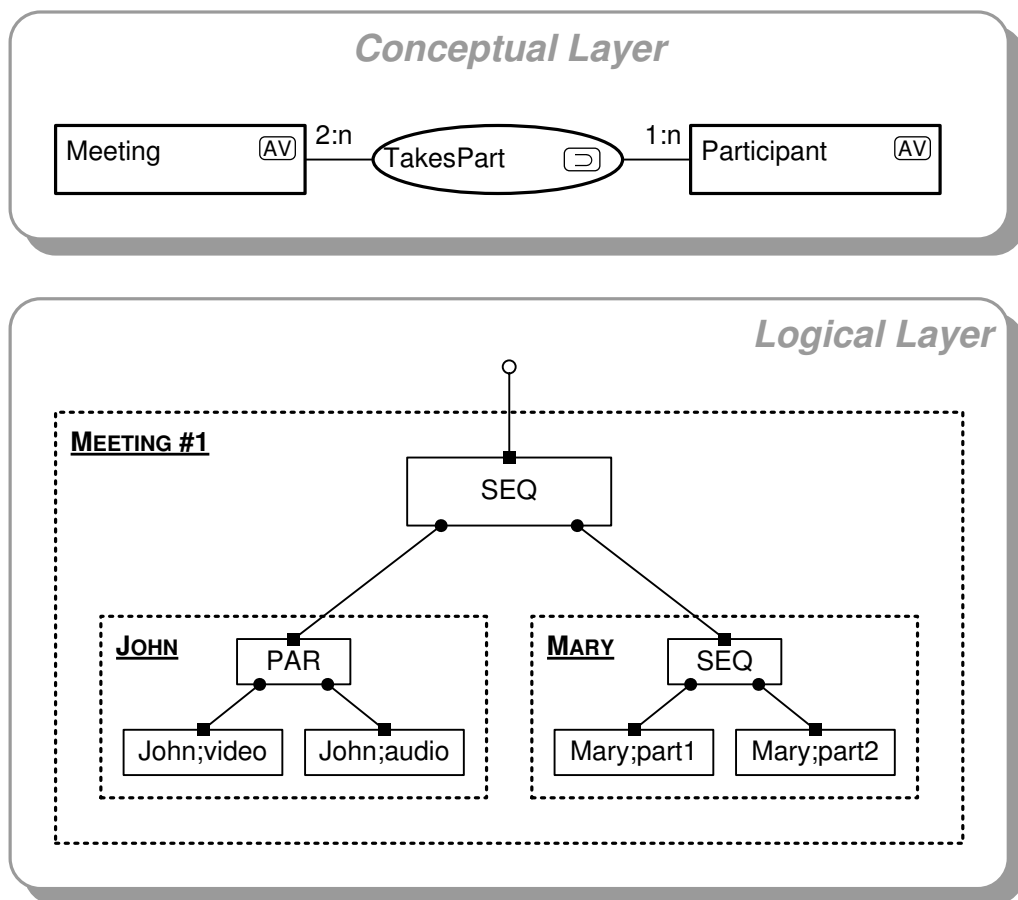 Conceptual Layer
Meeting AV 2:n TakesPart ⊃ 1:n Participant AV
Logical Layer
MEETING #1
SEQ
JOHN PAR MARY SEQ
John;video John;audio Mary;part1 Mary;part2